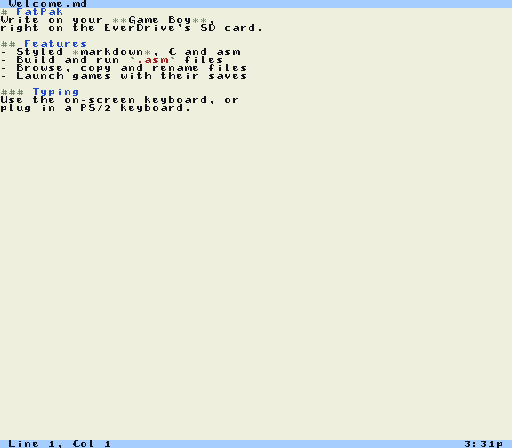 Welcome.md
# FatPak
Write on your **Game Boy**,
right on the EverDrive's SD card.
## Features
- Styled *markdown*, C and asm
- Build and run `.asm` files
- Browse, copy and rename files
- Launch games with their saves
### Typing
Use the on-screen keyboard, or
plug in a PS/2 keyboard.
Line 1, Col 1
3:31p